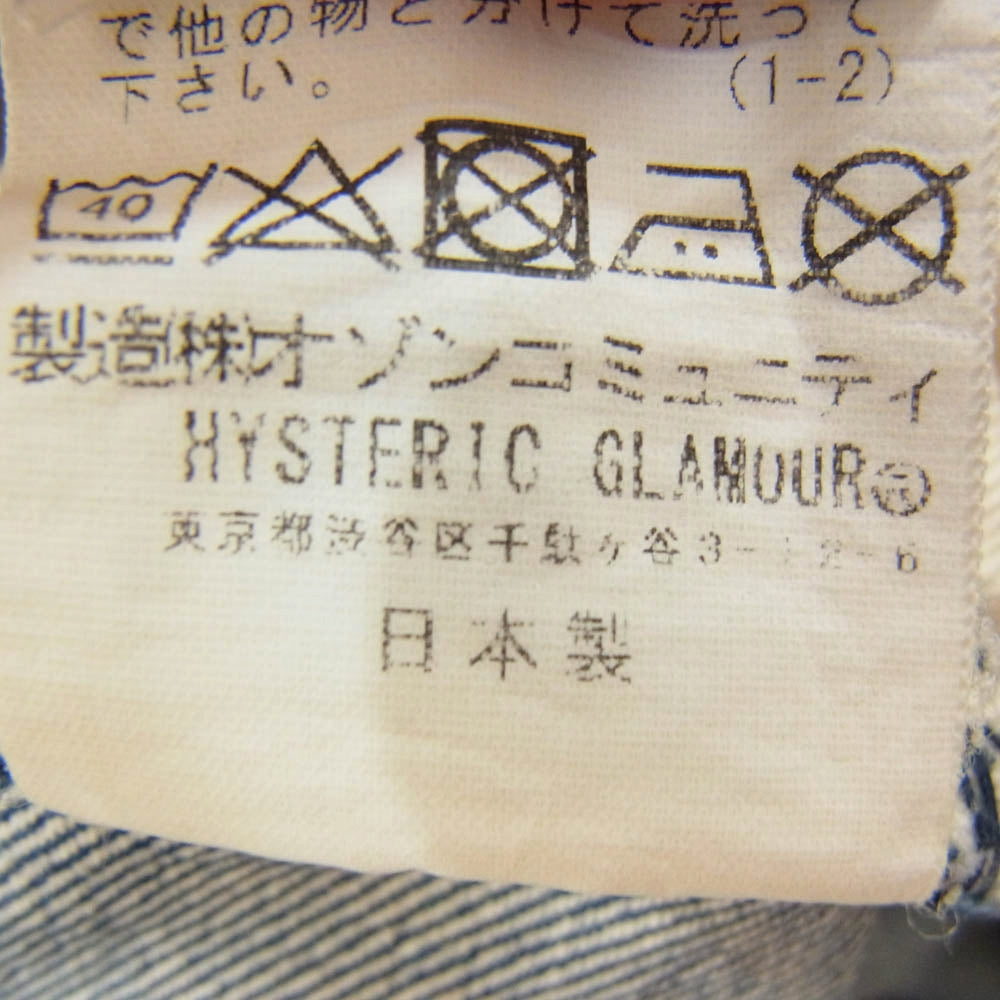 で他の物と分けて洗って
下さい。 (1-2)
40
製造(株)オゾンコミュニティ
HYSTERIC GLAMOUR®
東京都渋谷区千駄ヶ谷3-12-6
日本製